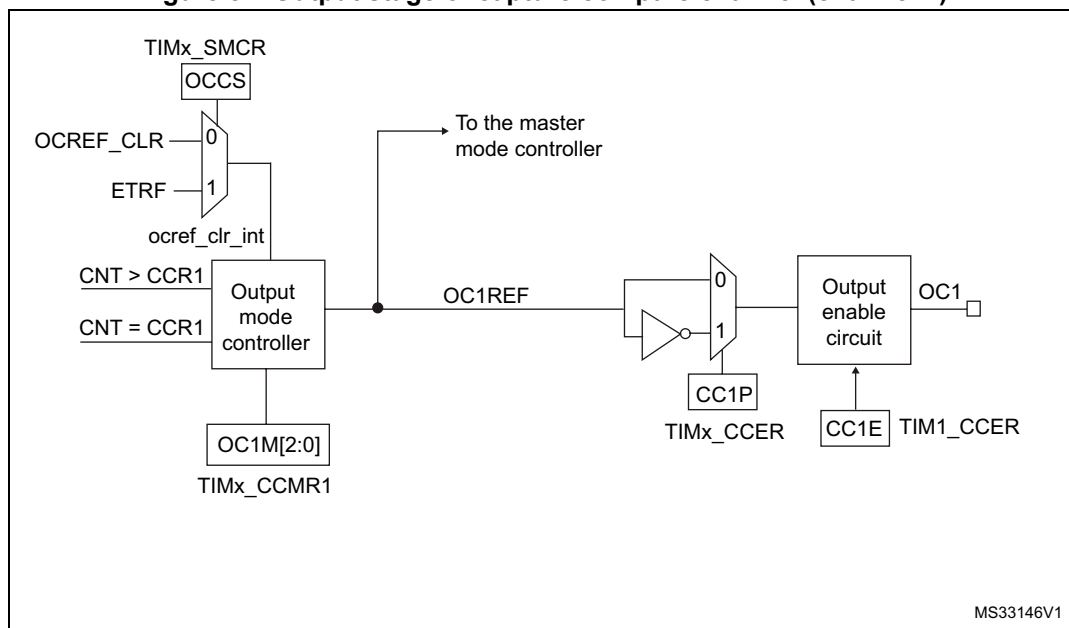 TIMx_SMCR
OCCS
OCREF_CLR
0
ETRF
1
ocref_clr_int
To the master
mode controller
CNT > CCR1
CNT = CCR1
Output
mode
controller
OC1REF
0
1
Output
enable
circuit
OC1
CC1P
TIMx_CCER
CC1E
TIM1_CCER
OC1M[2:0]
TIMx_CCMR1
MS33146V1